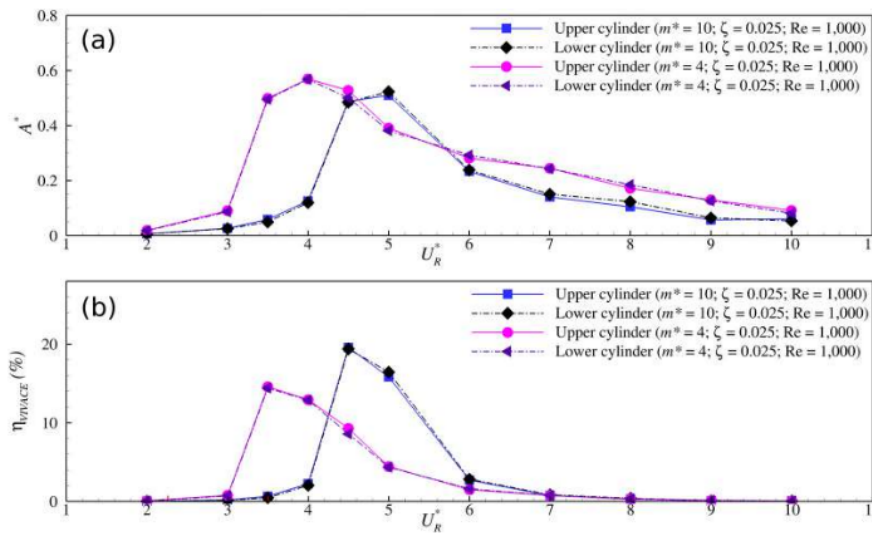 (a)
Upper cylinder (m* = 10; ζ = 0.025; Re = 1,000)
Lower cylinder (m* = 10; ζ = 0.025; Re = 1,000)
Upper cylinder (m* = 4; ζ = 0.025; Re = 1,000)
Lower cylinder (m* = 4; ζ = 0.025; Re = 1,000)
A*
0.8
0.6
0.4
0.2
0
1 2 3 4 5 6 7 8 9 10 1
U*R
(b)
Upper cylinder (m* = 10; ζ = 0.025; Re = 1,000)
Lower cylinder (m* = 10; ζ = 0.025; Re = 1,000)
Upper cylinder (m* = 4; ζ = 0.025; Re = 1,000)
Lower cylinder (m* = 4; ζ = 0.025; Re = 1,000)
ηVIVACE (%)
20
10
0
1 2 3 4 5 6 7 8 9 10 1
U*R